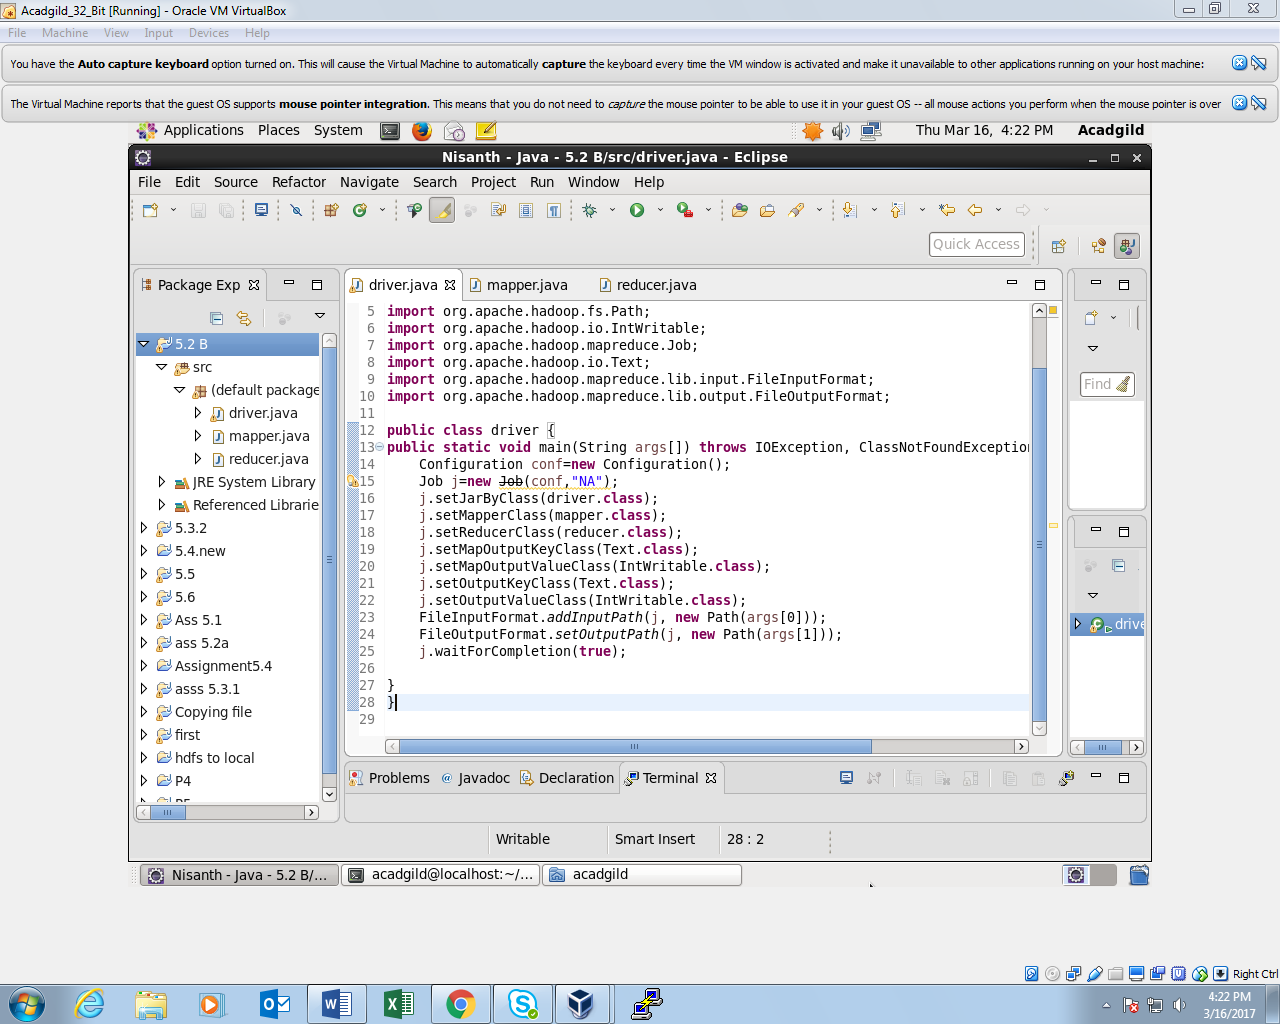 Acadgild_32_Bit [Running] - Oracle VM VirtualBox
File Machine View Input Devices Help
You have the Auto capture keyboard option turned on. This will cause the Virtual Machine to automatically capture the keyboard every time the VM window is activated and make it unavailable to other applications running on your host machine:
The Virtual Machine reports that the guest OS supports mouse pointer integration. This means that you do not need to capture the mouse pointer to be able to use it in your guest OS -- all mouse actions you perform when the mouse pointer is over
Applications Places System Thu Mar 16, 4:22 PM Acadgild
Nisanth - Java - 5.2 B/src/driver.java - Eclipse
File Edit Source Refactor Navigate Search Project Run Window Help
Quick Access
Package Exp
5.2 B
src
(default package
driver.java
mapper.java
reducer.java
JRE System Library
Referenced Librarie
5.3.2
5.4.new
5.5
5.6
Ass 5.1
ass 5.2a
Assignment5.4
asss 5.3.1
Copying file
first
hdfs to local
P4
P5
driver.java mapper.java reducer.java
5 import org.apache.hadoop.fs.Path;
6 import org.apache.hadoop.io.IntWritable;
7 import org.apache.hadoop.mapreduce.Job;
8 import org.apache.hadoop.io.Text;
9 import org.apache.hadoop.mapreduce.lib.input.FileInputFormat;
10 import org.apache.hadoop.mapreduce.lib.output.FileOutputFormat;
11
12 public class driver {
13 public static void main(String args[]) throws IOException, ClassNotFoundException
14 Configuration conf=new Configuration();
15 Job j=new Job(conf,"NA");
16 j.setJarByClass(driver.class);
17 j.setMapperClass(mapper.class);
18 j.setReducerClass(reducer.class);
19 j.setMapOutputKeyClass(Text.class);
20 j.setMapOutputValueClass(IntWritable.class);
21 j.setOutputKeyClass(Text.class);
22 j.setOutputValueClass(IntWritable.class);
23 FileInputFormat.addInputPath(j, new Path(args[0]));
24 FileOutputFormat.setOutputPath(j, new Path(args[1]));
25 j.waitForCompletion(true);
26
27 }
28 }
29
Find
drive
Problems @ Javadoc Declaration Terminal
Writable Smart Insert 28 : 2
Nisanth - Java - 5.2 B/... acadgild@localhost:~/... acadgild
Right Ctrl
4:22 PM
3/16/2017